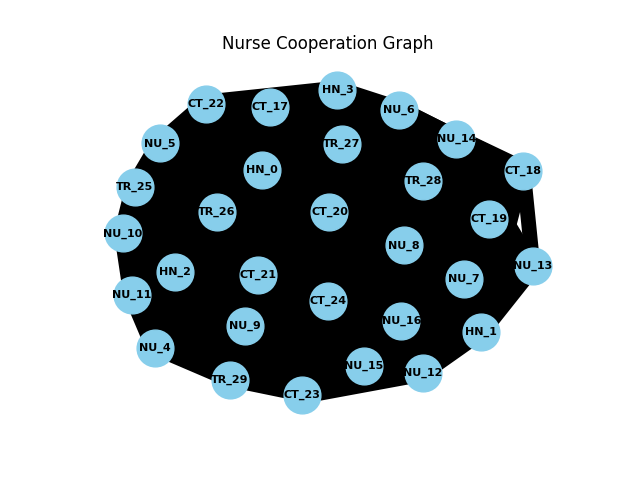 Nurse Cooperation Graph
HN_3
CT_22
CT_17
NU_6
NU_14
NU_5
TR_27
HN_0
CT_18
TR_28
TR_25
TR_26
CT_20
CT_19
NU_10
NU_8
NU_13
HN_2
CT_21
NU_7
NU_11
CT_24
NU_16
NU_9
HN_1
NU_4
NU_15
NU_12
TR_29
CT_23